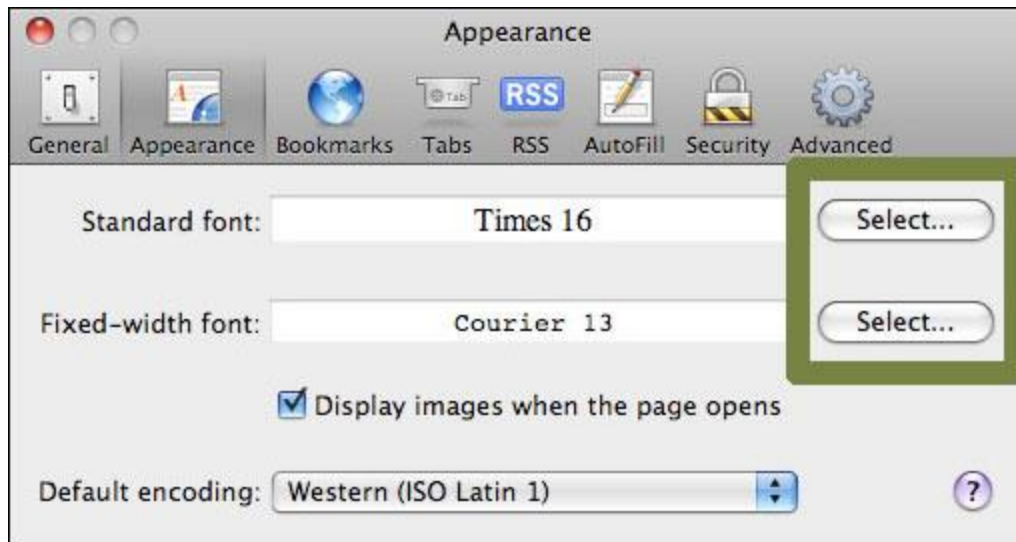 Appearance
Tab
RSS
General Appearance Bookmarks Tabs RSS AutoFill Security Advanced
Standard font: Times 16 Select...
Fixed-width font: Courier 13 Select...
Display images when the page opens
Default encoding: Western (ISO Latin 1) ?